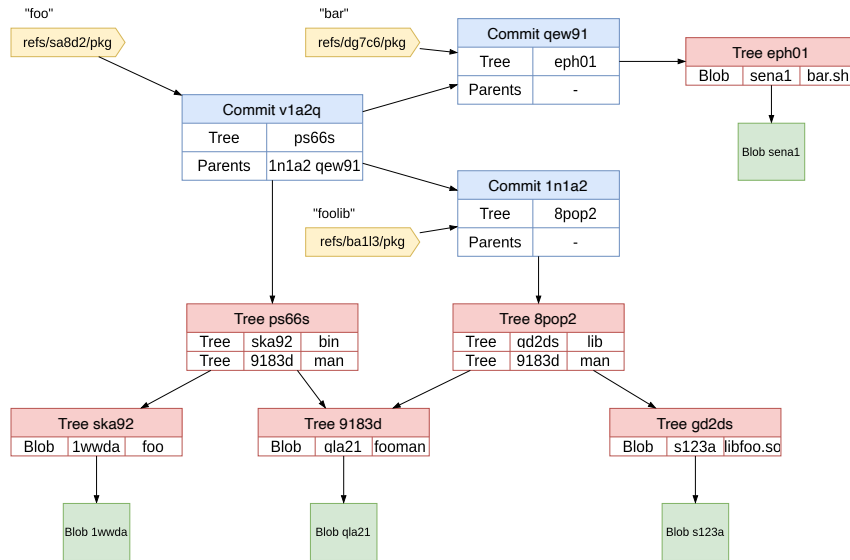 "foo"
refs/sa8d2/pkg
"bar"
refs/dg7c6/pkg
Commit qew91
Tree eph01
Parents -
Tree eph01
Blob sena1 bar.sh
Blob sena1
Commit v1a2q
Tree ps66s
Parents 1n1a2 qew91
Commit 1n1a2
Tree 8pop2
Parents -
"foolib"
refs/ba1l3/pkg
Tree ps66s
Tree ska92 bin
Tree 9183d man
Tree 8pop2
Tree gd2ds lib
Tree 9183d man
Tree ska92
Blob 1wwda foo
Tree 9183d
Blob qla21 fooman
Tree gd2ds
Blob s123a libfoo.so
Blob 1wwda
Blob qla21
Blob s123a